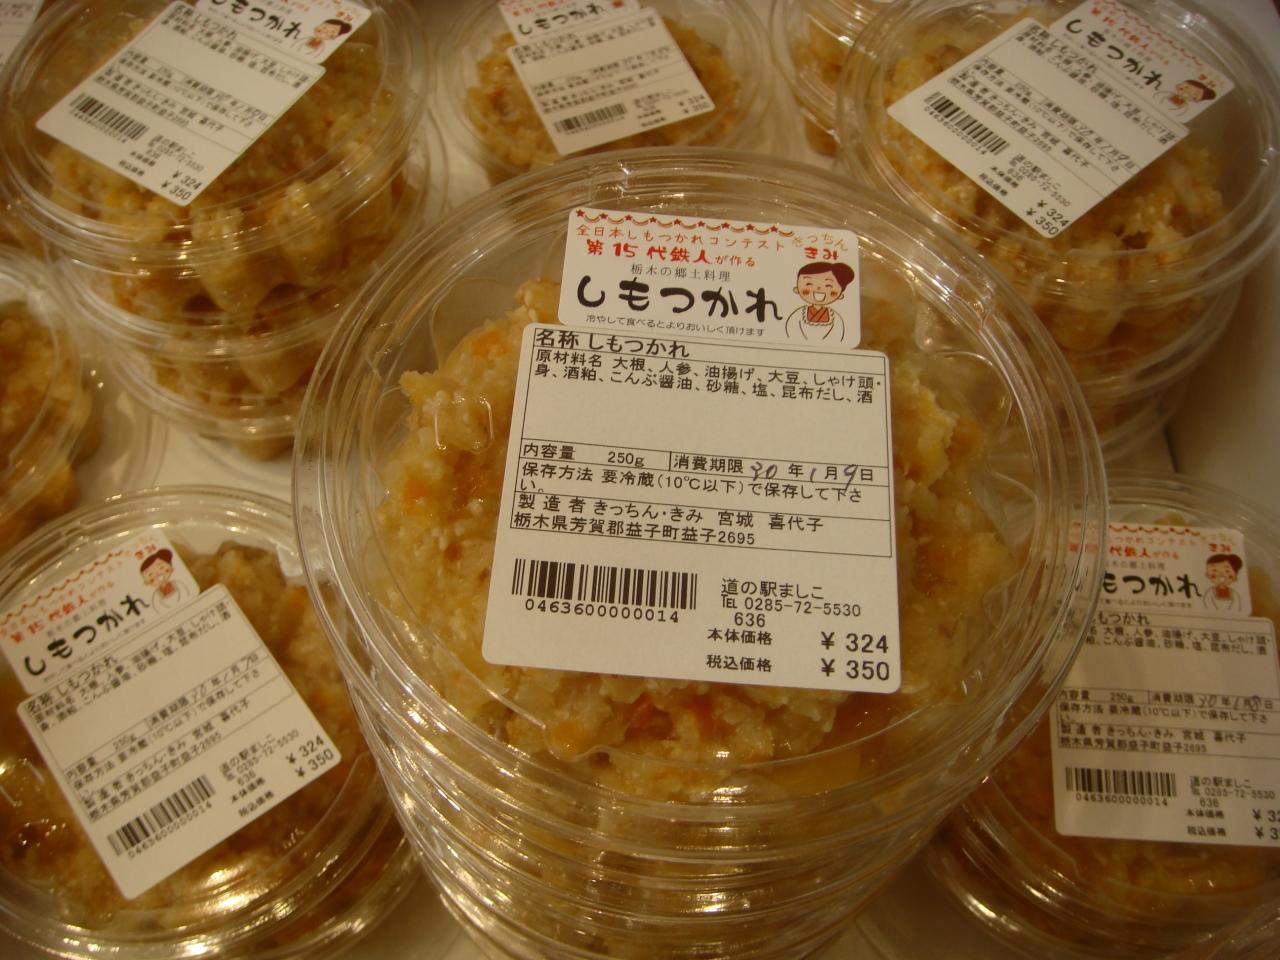 全日本しもつかれコンテスト きっちん
第15代鉄人が作る きみ
栃木の郷土料理
しもつかれ
冷やして食べるとよりおいしく頂けます
名称 しもつかれ
原材料名 大根、人参、油揚げ、大豆、しゃけ頭・
身、酒粕、こんぶ醤油、砂糖、塩、昆布だし、酒
内容量 250g 消費期限 30年1月9日
保存方法 要冷蔵(10℃以下)で保存して下さ
い。
製造者 きっちん・きみ 宮城 喜代子
栃木県芳賀郡益子町益子2695
0463600000014
道の駅ましこ
TEL 0285-72-5530
636
本体価格 ¥324
税込価格 ¥350